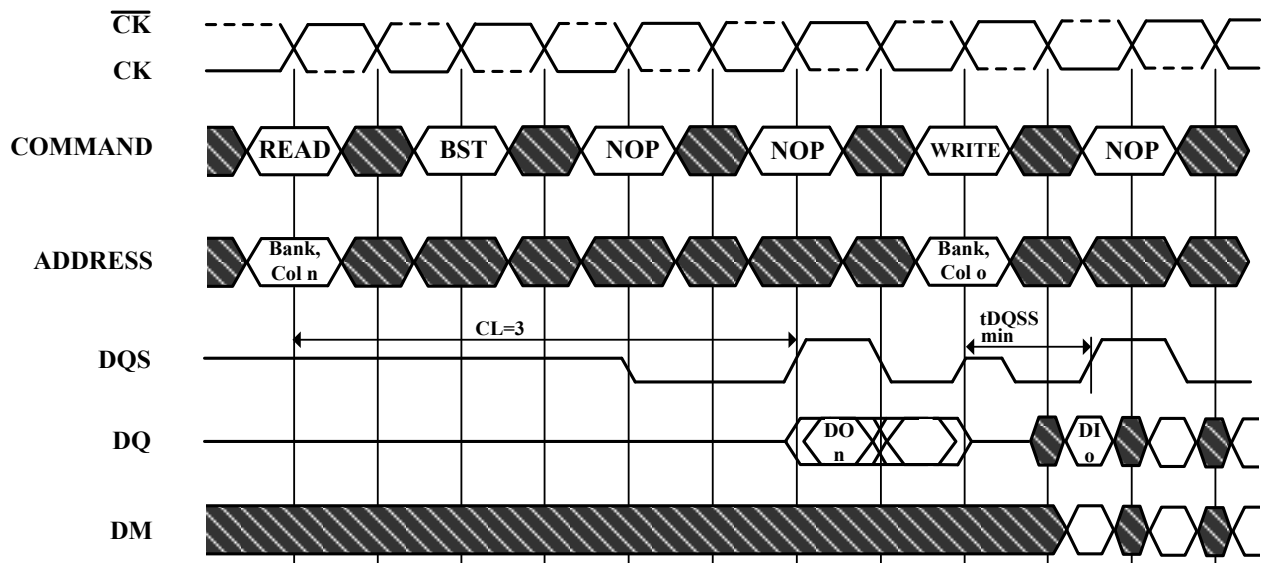 CK
CK
COMMAND
READ
BST
NOP
NOP
WRITE
NOP
ADDRESS
Bank,
Col n
Bank,
Col o
DQS
CL=3
tDQSS
min
DQ
DO
n
DI
o
DM